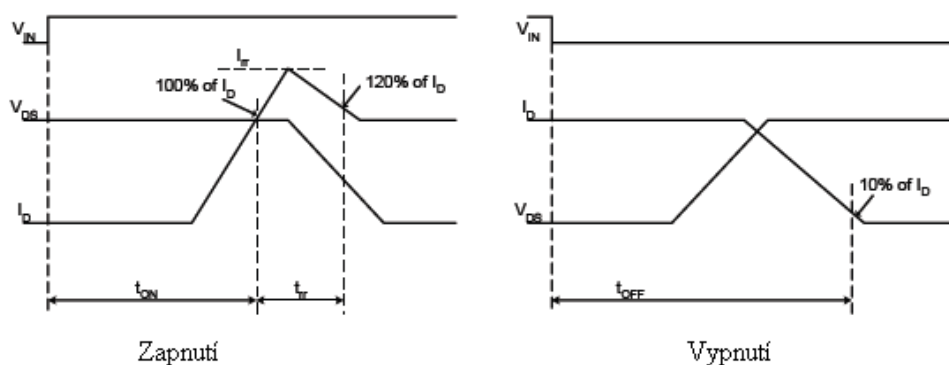 V_IN
I_rr
100% of I_D
120% of I_D
V_DS
I_D
t_ON
t_rr
Zapnutí
V_IN
I_D
10% of I_D
V_DS
t_OFF
Vypnutí